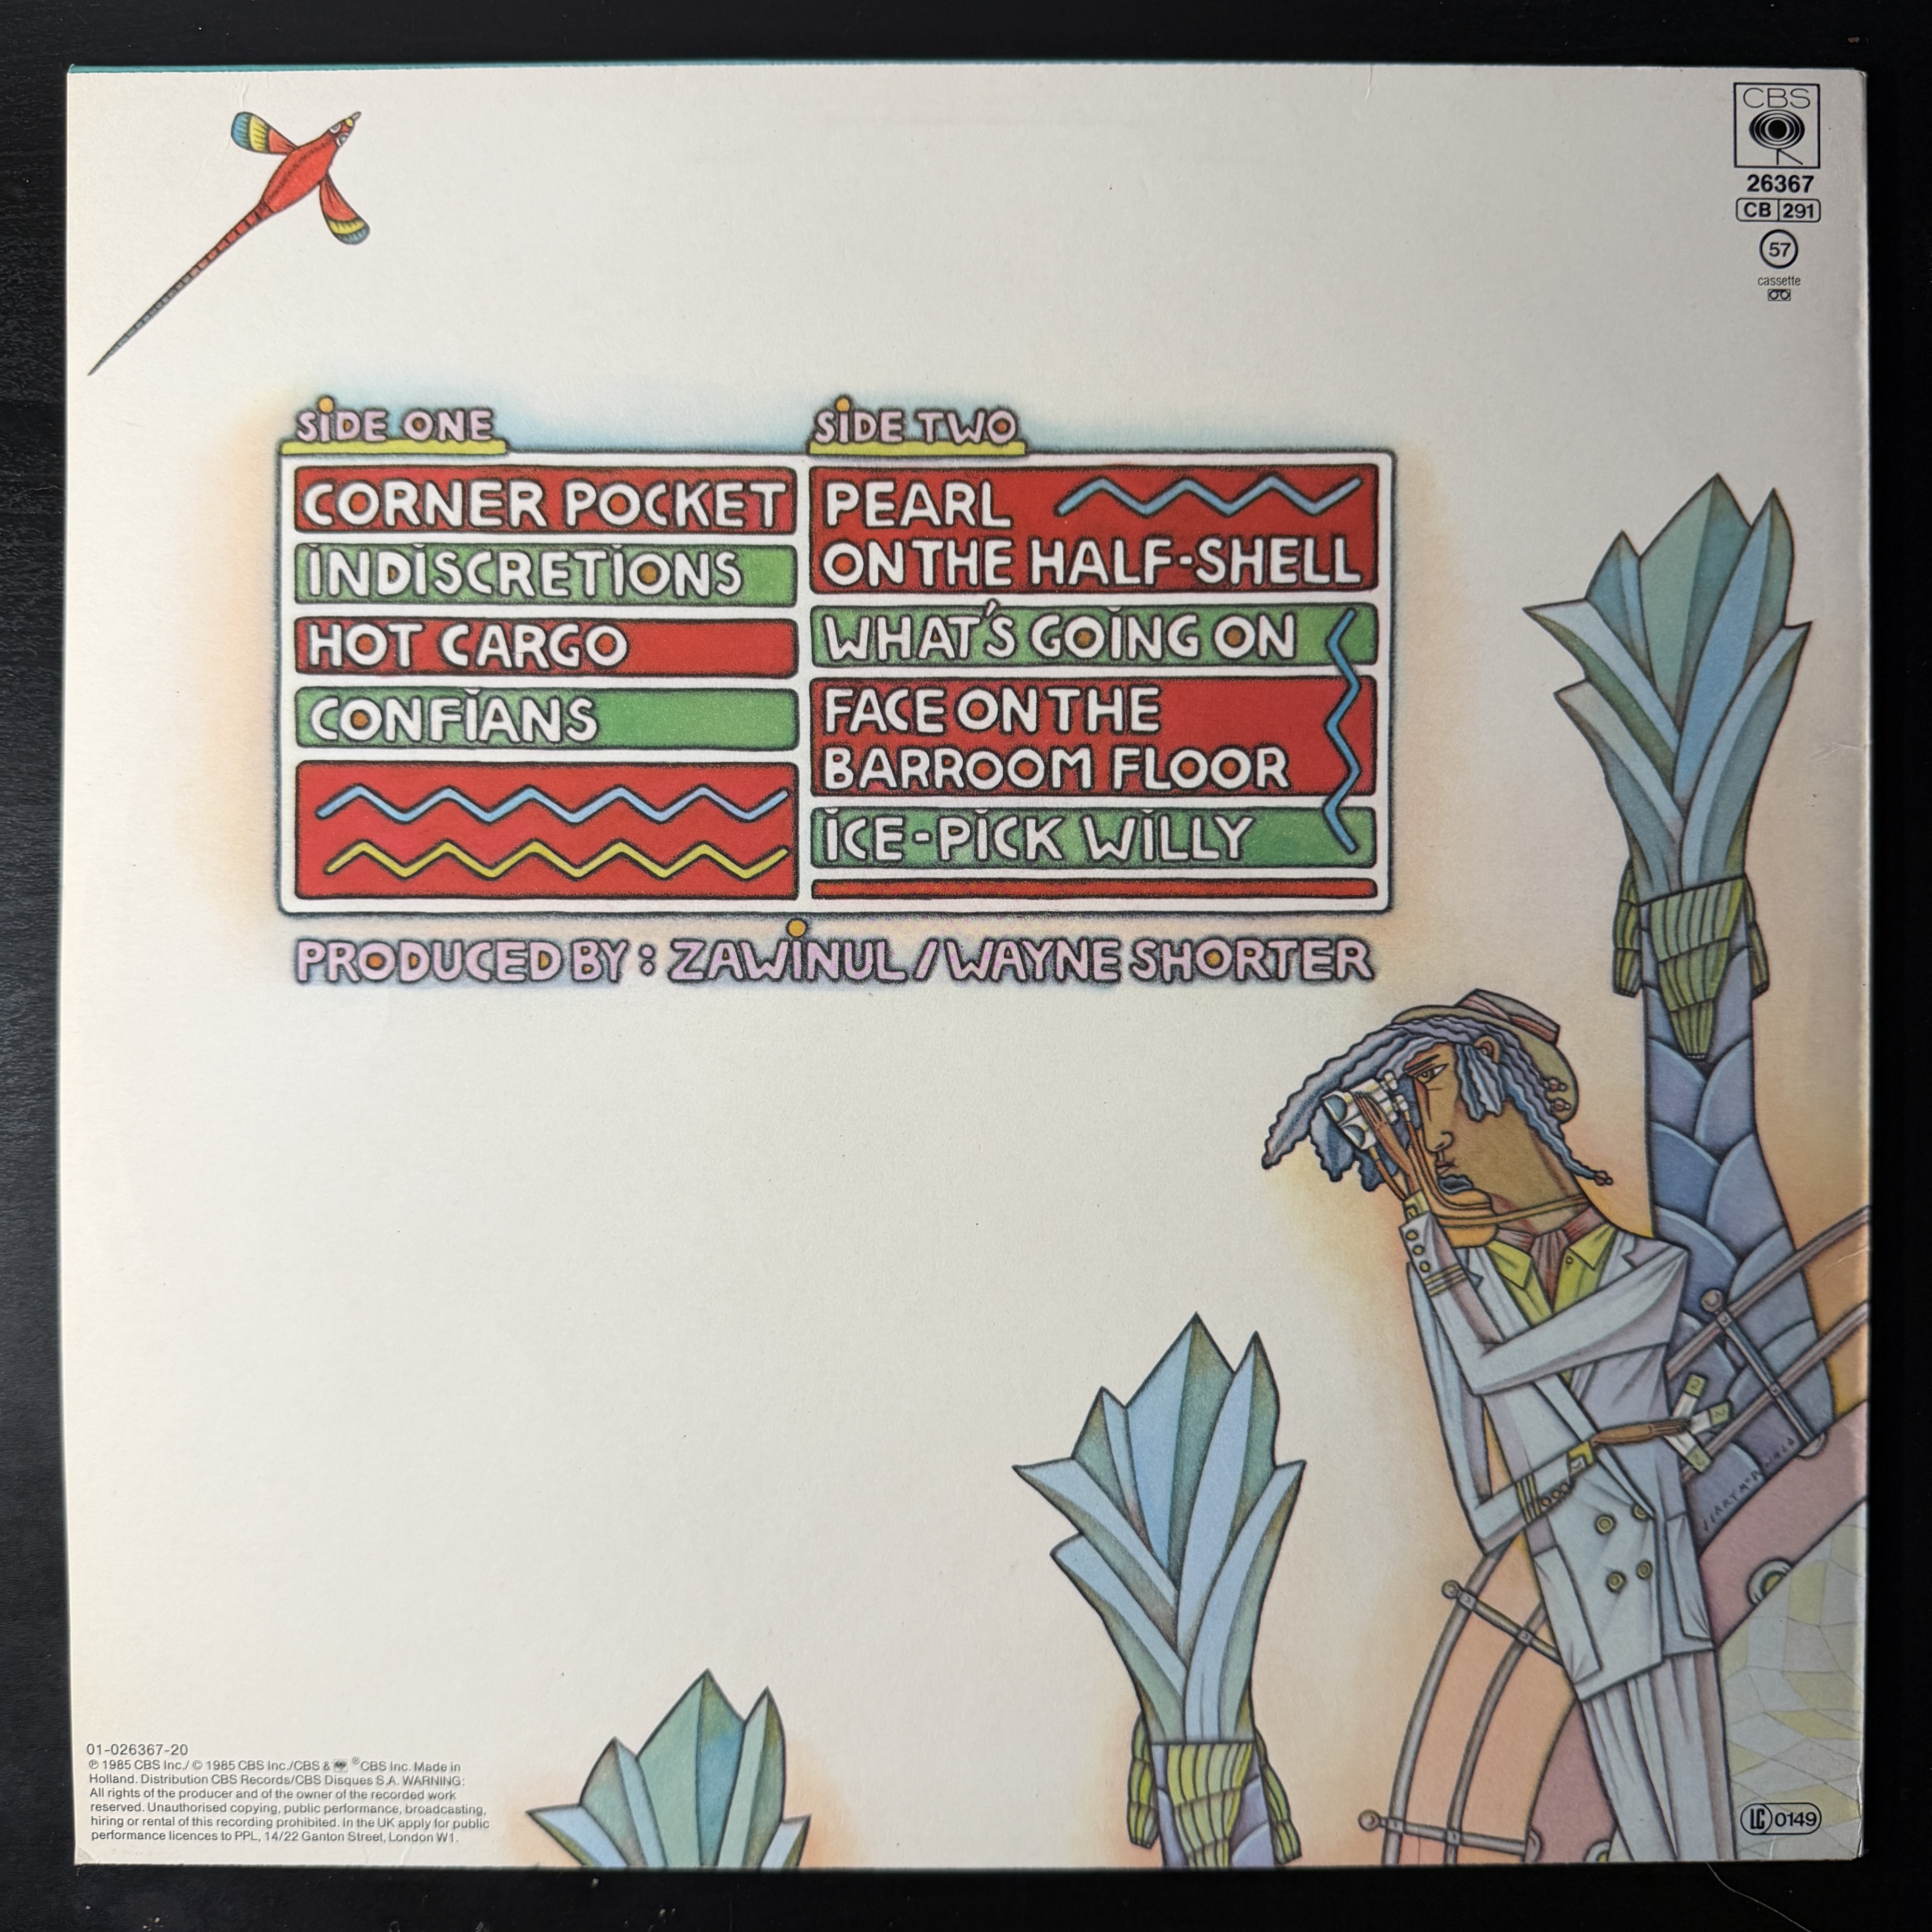 CBS
26367
CB 291
57
cassette
SiDE ONE
CORNER POCKET
iNDiSCRETiONS
HOT CARGO
CONFiANS
SiDE TWO
PEARL
ON THE HALF-SHELL
WHAT'S GOiNG ON
FACE ON THE
BARROOM FLOOR
iCE-PiCK WiLLY
PRODUCED BY: ZAWiNUL/WAYNE SHORTER
01-026367-20
℗ 1985 CBS Inc./ © 1985 CBS Inc./CBS & ® CBS Inc. Made in
Holland. Distribution CBS Records/CBS Disques S.A. WARNING:
All rights of the producer and of the owner of the recorded work
reserved. Unauthorised copying, public performance, broadcasting,
hiring or rental of this recording prohibited. In the UK apply for public
performance licences to PPL, 14/22 Ganton Street, London W1.
LC 0149